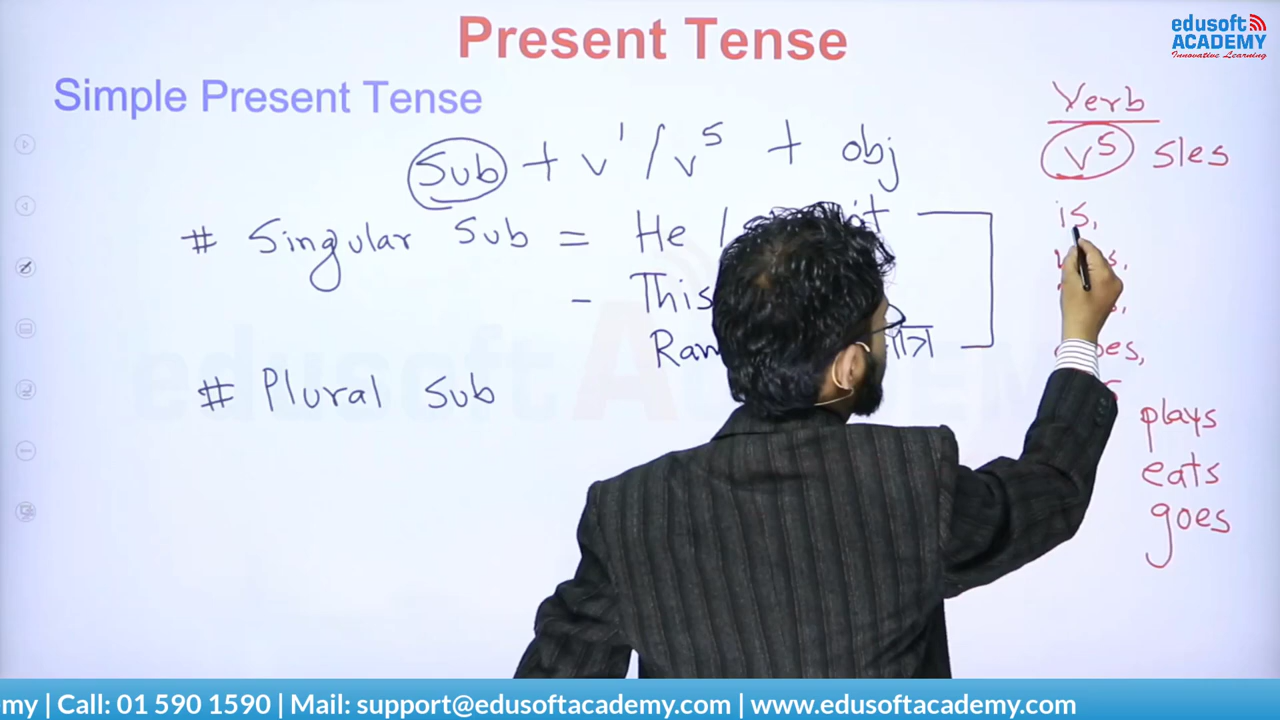 Present Tense
edusoft
ACADEMY
Innovative Learning
Simple Present Tense
Verb
Sub + v¹ / v⁵ + obj
v⁵ s/es
# Singular Sub = He / it
is,
- This
Ram
# Plural Sub
plays
eats
goes
my | Call: 01 590 1590 | Mail: support@edusoftacademy.com | www.edusoftacademy.com